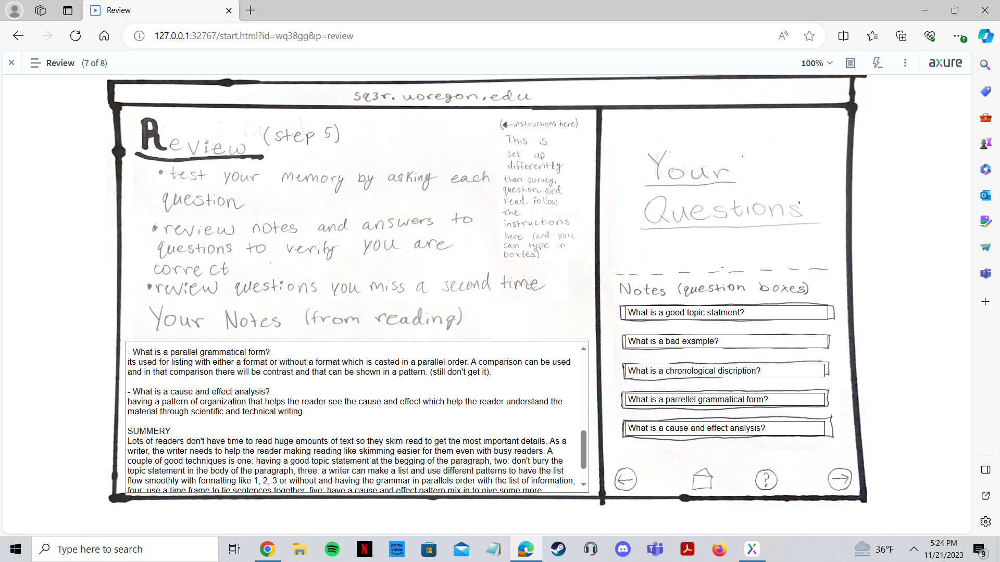 Review
127.0.0.1:32767/start.html?id=wq38gg&p=review
Review (7 of 8)
100%
axure
sq3r.uoregon.edu
Review (step 5)
• test your memory by asking each
question
• review notes and answers to
questions to verify you are
correct
• review questions you miss a second time
Your Notes (from reading)
(←instructions here)
This is
set up
differently
than survey,
question, and
read. Follow
the
instructions
here (and you
can type in
box(es)
- What is a parallel grammatical form?
its used for listing with either a format or without a format which is casted in a parallel order. A comparison can be used
and in that comparison there will be contrast and that can be shown in a pattern. (still don't get it).
- What is a cause and effect analysis?
having a pattern of organization that helps the reader see the cause and effect which help the reader understand the
material through scientific and technical writing.
SUMMERY
Lots of readers don't have time to read huge amounts of text so they skim-read to get the most important details. As a
writer, the writer needs to help the reader making reading like skimming easier for them even with busy readers. A
couple of good techniques is one: having a good topic statement at the begging of the paragraph, two: don't bury the
topic statement in the body of the paragraph, three: a writer can make a list and use different patterns to have the list
flow smoothly with formatting like 1, 2, 3 or without and having the grammar in parallels order with the list of information,
four: use a time frame to tie sentences together, five: have a cause and effect pattern mix in to give some more
Your
Questions
Notes (question boxes)
What is a good topic statment?
What is a bad example?
What is a chronological discription?
What is a parrellel grammatical form?
What is a cause and effect analysis?
?
Type here to search
prime video
36°F
5:24 PM
11/21/2023
9